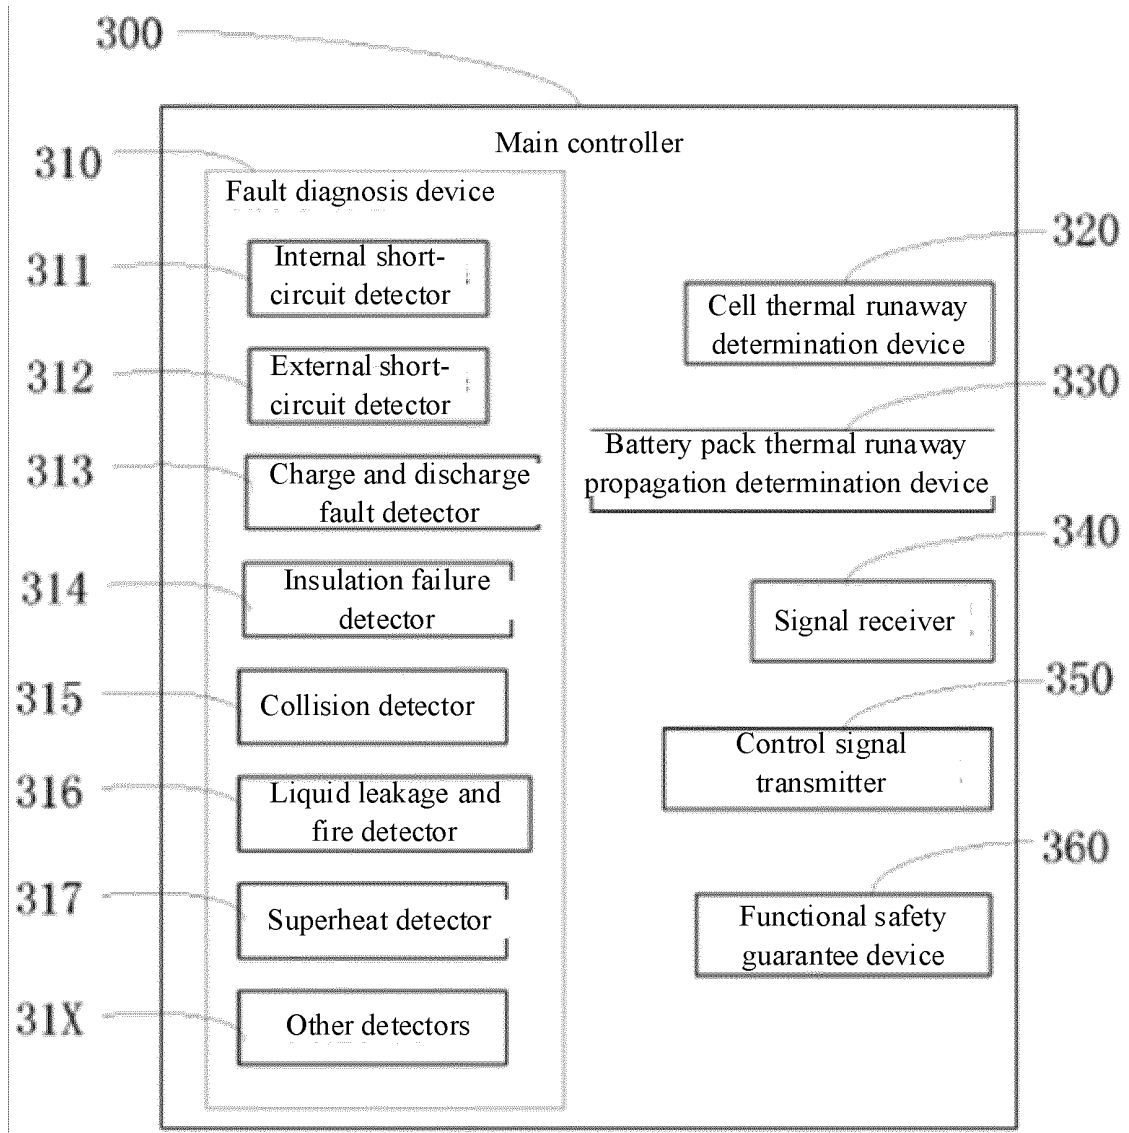 300
Main controller
310
Fault diagnosis device
311
Internal short-
circuit detector
312
External short-
circuit detector
313
Charge and discharge
fault detector
314
Insulation failure
detector
315
Collision detector
316
Liquid leakage and
fire detector
317
Superheat detector
31X
Other detectors
320
Cell thermal runaway
determination device
330
Battery pack thermal runaway
propagation determination device
340
Signal receiver
350
Control signal
transmitter
360
Functional safety
guarantee device